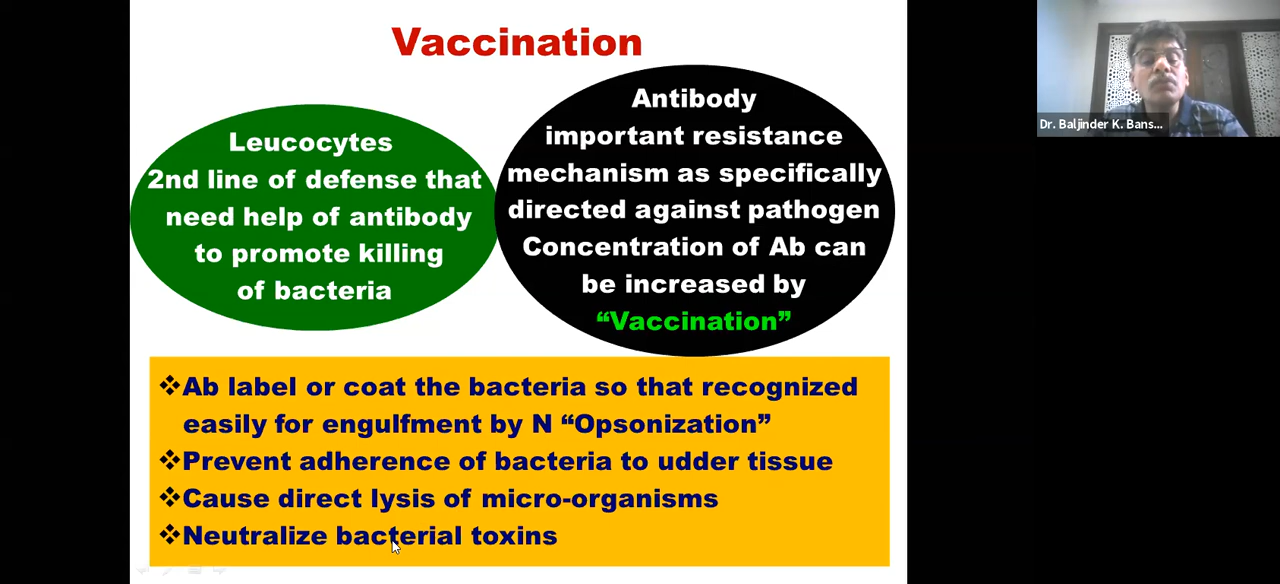 Vaccination
Leucocytes
2nd line of defense that
need help of antibody
to promote killing
of bacteria
Antibody
important resistance
mechanism as specifically
directed against pathogen
Concentration of Ab can
be increased by
“Vaccination”
❖Ab label or coat the bacteria so that recognized
easily for engulfment by N “Opsonization”
❖Prevent adherence of bacteria to udder tissue
❖Cause direct lysis of micro-organisms
❖Neutralize bacterial toxins
Dr. Baljinder K. Bans...